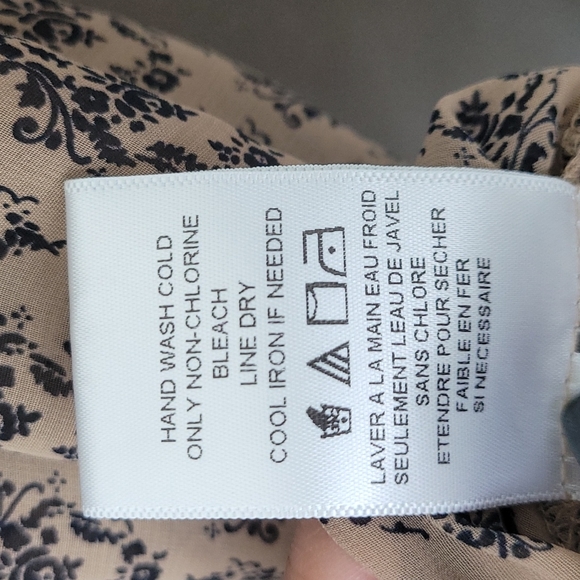 HAND WASH COLD
ONLY NON-CHLORINE
BLEACH
LINE DRY
COOL IRON IF NEEDED
LAVER A LA MAIN EAU FROID
SEULEMENT LEAU DE JAVEL
SANS CHLORE
ETENDRE POUR SECHER
FAIBLE EN FER
SI NECESSAIRE